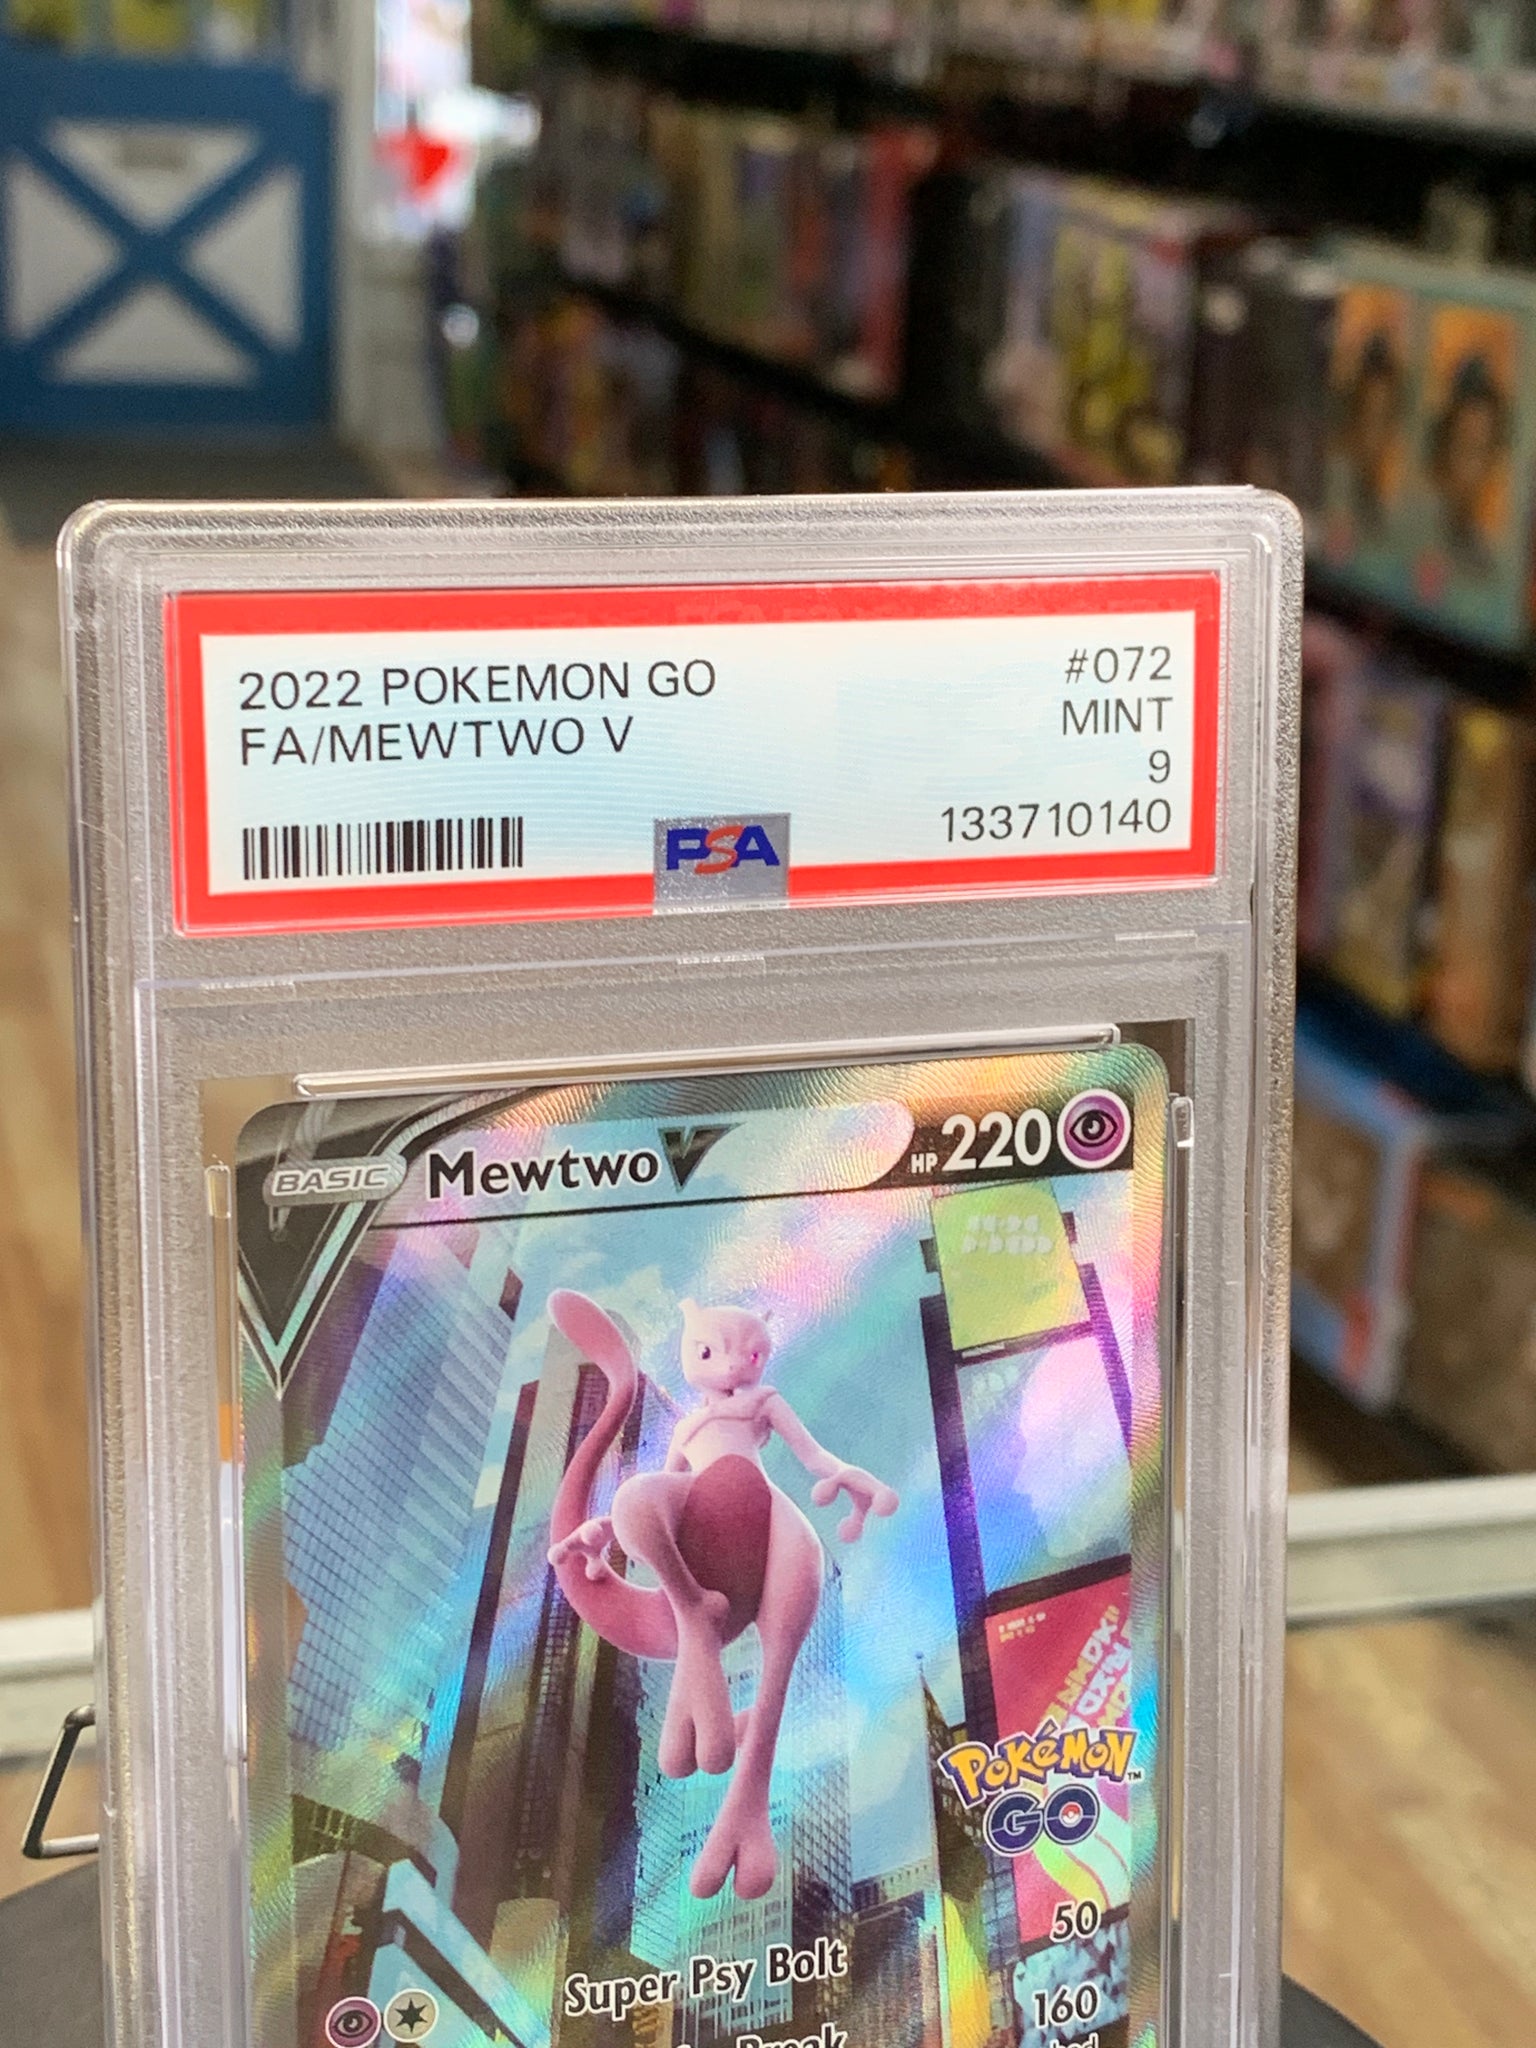 2022 POKEMON GO #072
FA/MEWTWO V MINT
9
PSA 133710140
BASIC Mewtwo V HP 220
Pokémon™
GO
Super Psy Bolt 50
160